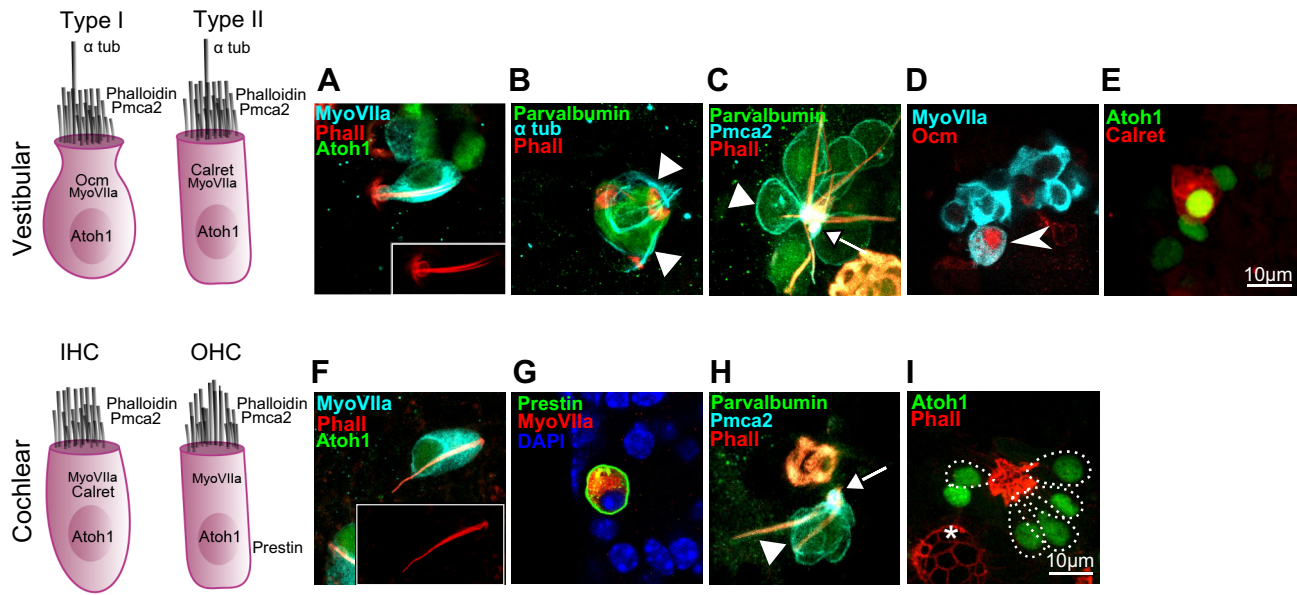 Vestibular
Type I
α tub
Phalloidin
Pmca2
Ocm
MyoVIIa
Atoh1
Type II
α tub
Phalloidin
Pmca2
Calret
MyoVIIa
Atoh1
A
MyoVIIa
Phall
Atoh1
B
Parvalbumin
α tub
Phall
C
Parvalbumin
Pmca2
Phall
D
MyoVIIa
Ocm
E
Atoh1
Calret
10µm
Cochlear
IHC
Phalloidin
Pmca2
MyoVIIa
Calret
Atoh1
OHC
Phalloidin
Pmca2
MyoVIIa
Atoh1
Prestin
F
MyoVIIa
Phall
Atoh1
G
Prestin
MyoVIIa
DAPI
H
Parvalbumin
Pmca2
Phall
I
Atoh1
Phall
*
10µm